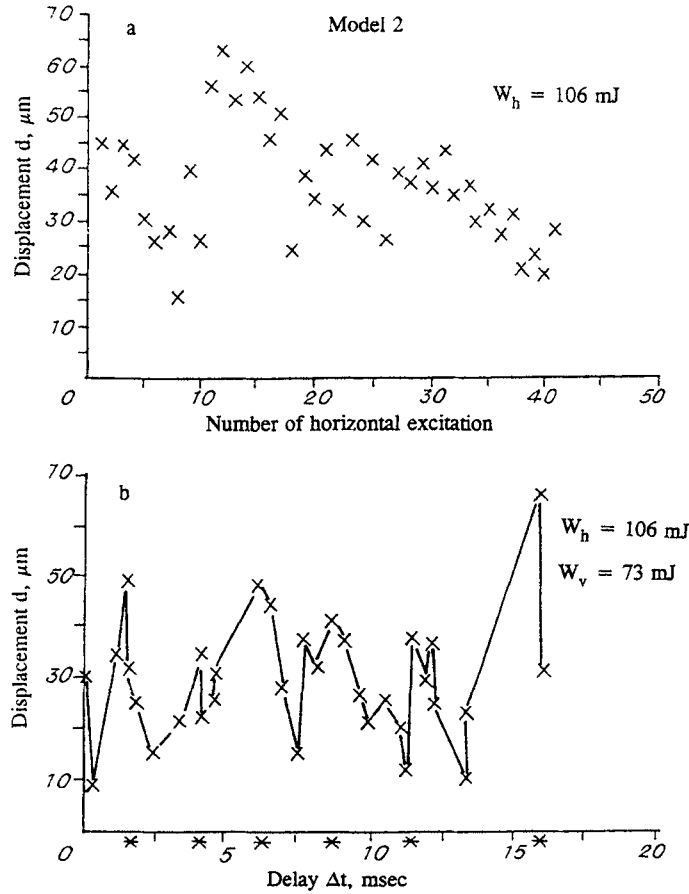 a
Model 2
W_h = 106 mJ
Displacement d, μm
70
60
50
40
30
20
10
0
10
20
30
40
50
Number of horizontal excitation
b
W_h = 106 mJ
W_v = 73 mJ
Displacement d, μm
70
50
30
10
0
5
10
15
20
Delay Δt, msec